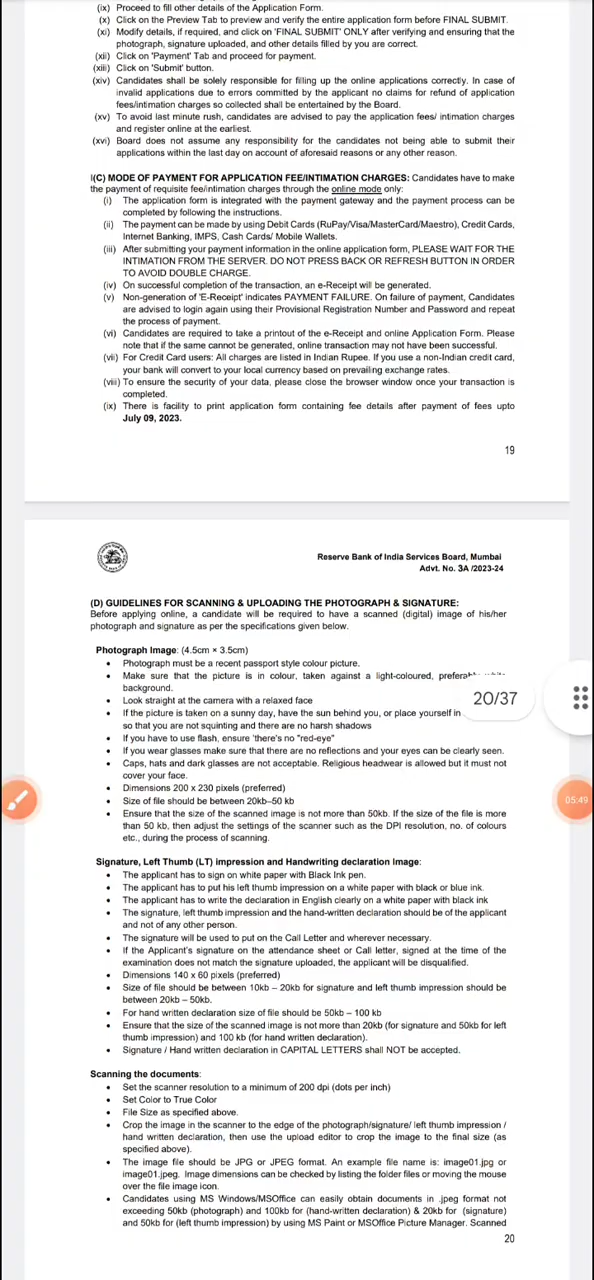 (ix) Proceed to fill other details of the Application Form.
(x) Click on the Preview Tab to preview and verify the entire application form before FINAL SUBMIT.
(xi) Modify details, if required, and click on 'FINAL SUBMIT' ONLY after verifying and ensuring that the
photograph, signature uploaded, and other details filled by you are correct.
(xii) Click on 'Payment' Tab and proceed for payment.
(xiii) Click on 'Submit' button.
(xiv) Candidates shall be solely responsible for filling up the online applications correctly. In case of
invalid applications due to errors committed by the applicant no claims for refund of application
fees/intimation charges so collected shall be entertained by the Board.
(xv) To avoid last minute rush, candidates are advised to pay the application fees/ intimation charges
and register online at the earliest.
(xvi) Board does not assume any responsibility for the candidates not being able to submit their
applications within the last day on account of aforesaid reasons or any other reason.
I(C) MODE OF PAYMENT FOR APPLICATION FEE/INTIMATION CHARGES: Candidates have to make
the payment of requisite fee/intimation charges through the online mode only:
(i) The application form is integrated with the payment gateway and the payment process can be
completed by following the instructions.
(ii) The payment can be made by using Debit Cards (RuPay/Visa/MasterCard/Maestro), Credit Cards,
Internet Banking, IMPS, Cash Cards/ Mobile Wallets.
(iii) After submitting your payment information in the online application form, PLEASE WAIT FOR THE
INTIMATION FROM THE SERVER. DO NOT PRESS BACK OR REFRESH BUTTON IN ORDER
TO AVOID DOUBLE CHARGE.
(iv) On successful completion of the transaction, an e-Receipt will be generated.
(v) Non-generation of 'E-Receipt' indicates PAYMENT FAILURE. On failure of payment, Candidates
are advised to login again using their Provisional Registration Number and Password and repeat
the process of payment.
(vi) Candidates are required to take a printout of the e-Receipt and online Application Form. Please
note that if the same cannot be generated, online transaction may not have been successful.
(vii) For Credit Card users: All charges are listed in Indian Rupee. If you use a non-Indian credit card,
your bank will convert to your local currency based on prevailing exchange rates.
(viii) To ensure the security of your data, please close the browser window once your transaction is
completed.
(ix) There is facility to print application form containing fee details after payment of fees upto
July 09, 2023.
19
Reserve Bank of India Services Board, Mumbai
Advt. No. 3A /2023-24
(D) GUIDELINES FOR SCANNING & UPLOADING THE PHOTOGRAPH & SIGNATURE:
Before applying online, a candidate will be required to have a scanned (digital) image of his/her
photograph and signature as per the specifications given below.
Photograph Image: (4.5cm × 3.5cm)
• Photograph must be a recent passport style colour picture.
• Make sure that the picture is in colour, taken against a light-coloured,
background.
20/37
• Look straight at the camera with a relaxed face
• If the picture is taken on a sunny day, have the sun behind you, or place yourself in
so that you are not squinting and there are no harsh shadows
• If you have to use flash, ensure 'there's no "red-eye"
• If you wear glasses make sure that there are no reflections and your eyes can be clearly seen.
• Caps, hats and dark glasses are not acceptable. Religious headwear is allowed but it must not
cover your face.
• Dimensions 200 x 230 pixels (preferred)
• Size of file should be between 20kb–50 kb
05:49
• Ensure that the size of the scanned image is not more than 50kb. If the size of the file is more
than 50 kb, then adjust the settings of the scanner such as the DPI resolution, no. of colours
etc., during the process of scanning.
Signature, Left Thumb (LT) impression and Handwriting declaration Image:
• The applicant has to sign on white paper with Black Ink pen.
• The applicant has to put his left thumb impression on a white paper with black or blue ink.
• The applicant has to write the declaration in English clearly on a white paper with black ink
• The signature, left thumb impression and the hand-written declaration should be of the applicant
and not of any other person.
• The signature will be used to put on the Call Letter and wherever necessary.
• If the Applicant's signature on the attendance sheet or Call letter, signed at the time of the
examination does not match the signature uploaded, the applicant will be disqualified.
• Dimensions 140 x 60 pixels (preferred)
• Size of file should be between 10kb – 20kb for signature and left thumb impression should be
between 20kb – 50kb.
• For hand written declaration size of file should be 50kb – 100 kb
• Ensure that the size of the scanned image is not more than 20kb (for signature and 50kb for left
thumb impression) and 100 kb (for hand written declaration).
• Signature / Hand written declaration in CAPITAL LETTERS shall NOT be accepted.
Scanning the documents:
• Set the scanner resolution to a minimum of 200 dpi (dots per inch)
• Set Color to True Color
• File Size as specified above.
• Crop the image in the scanner to the edge of the photograph/signature/ left thumb impression /
hand written declaration, then use the upload editor to crop the image to the final size (as
specified above).
• The image file should be JPG or JPEG format. An example file name is: image01.jpg or
image01.jpeg. Image dimensions can be checked by listing the folder files or moving the mouse
over the file image icon.
• Candidates using MS Windows/MSOffice can easily obtain documents in .jpeg format not
exceeding 50kb (photograph) and 100kb for (hand-written declaration) & 20kb for (signature)
and 50kb for (left thumb impression) by using MS Paint or MSOffice Picture Manager. Scanned
20